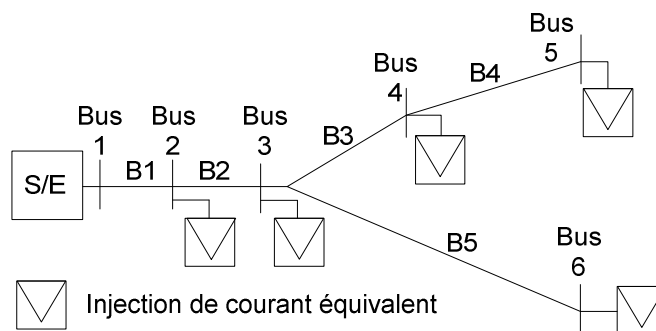 Bus
5
Bus
4
B4
Bus
1
Bus
2
Bus
3
B3
S/E
B1
B2
B5
Bus
6
Injection de courant équivalent